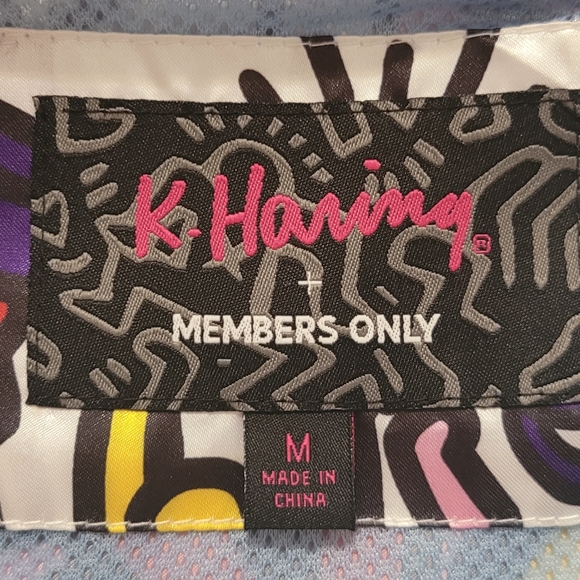 K. Haring®
+
MEMBERS ONLY
M
MADE IN
CHINA